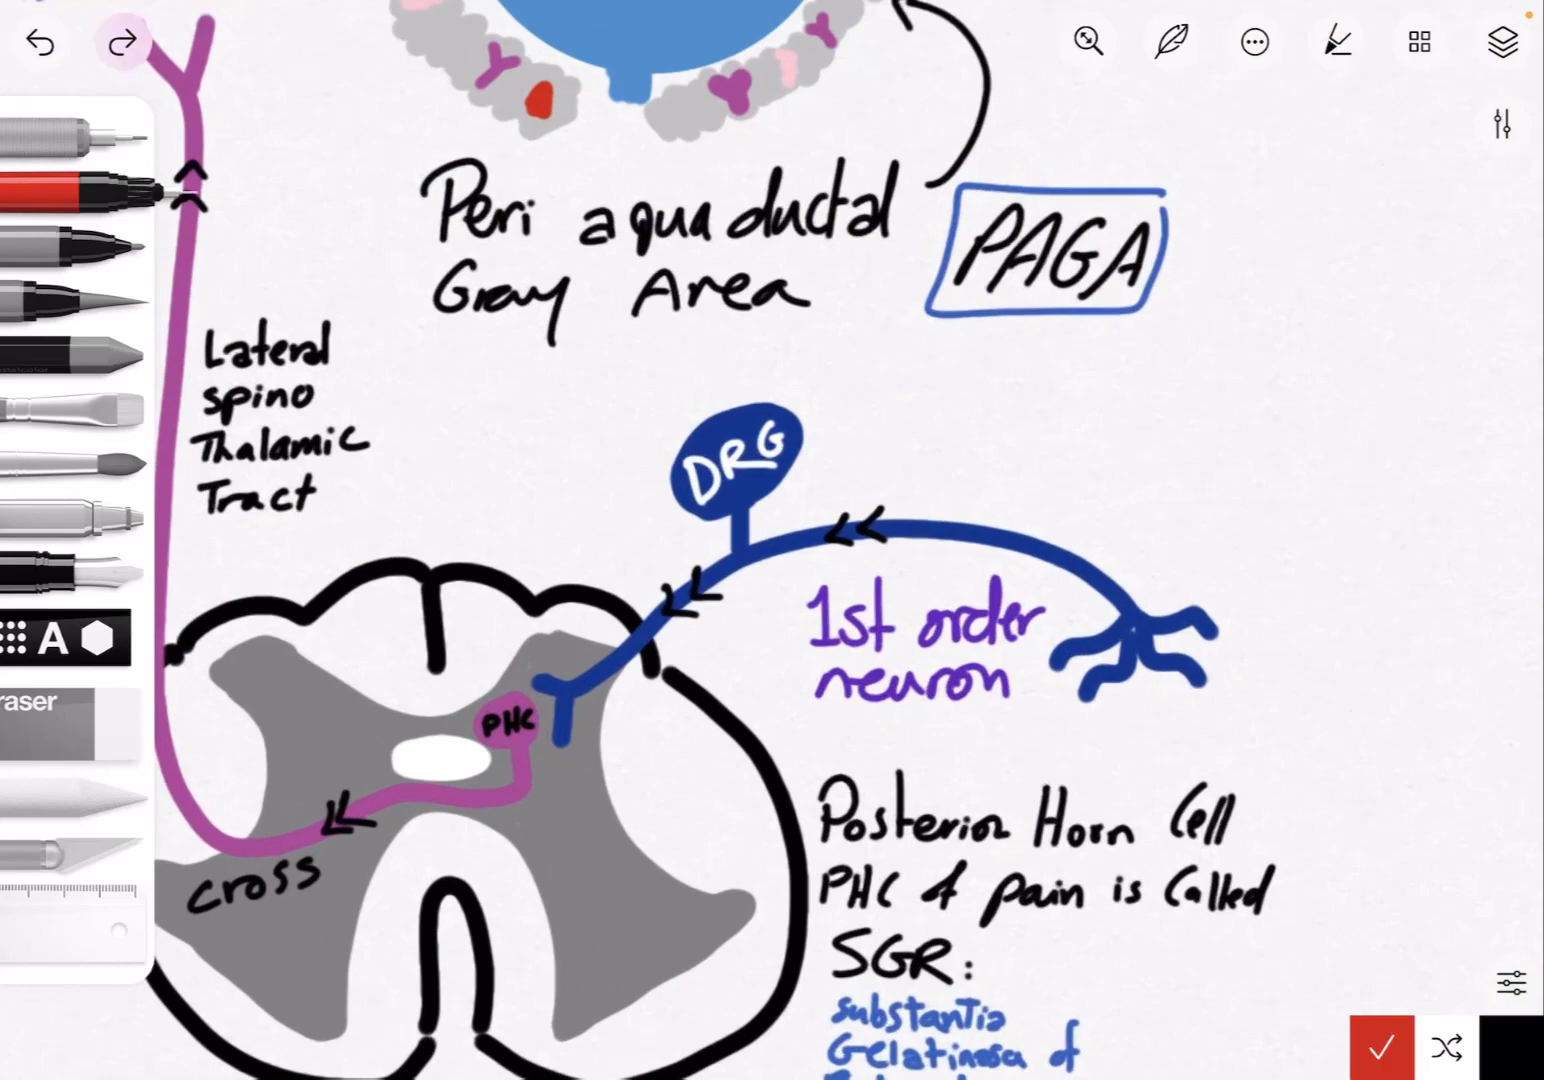 Peri aquaductal
Gray Area
PAGA
Lateral
spino
Thalamic
Tract
DRG
1st order
neuron
PHC
cross
Posterior Horn Cell
PHC of pain is Called
SGR:
substantia
Gelatinosa of
A
raser